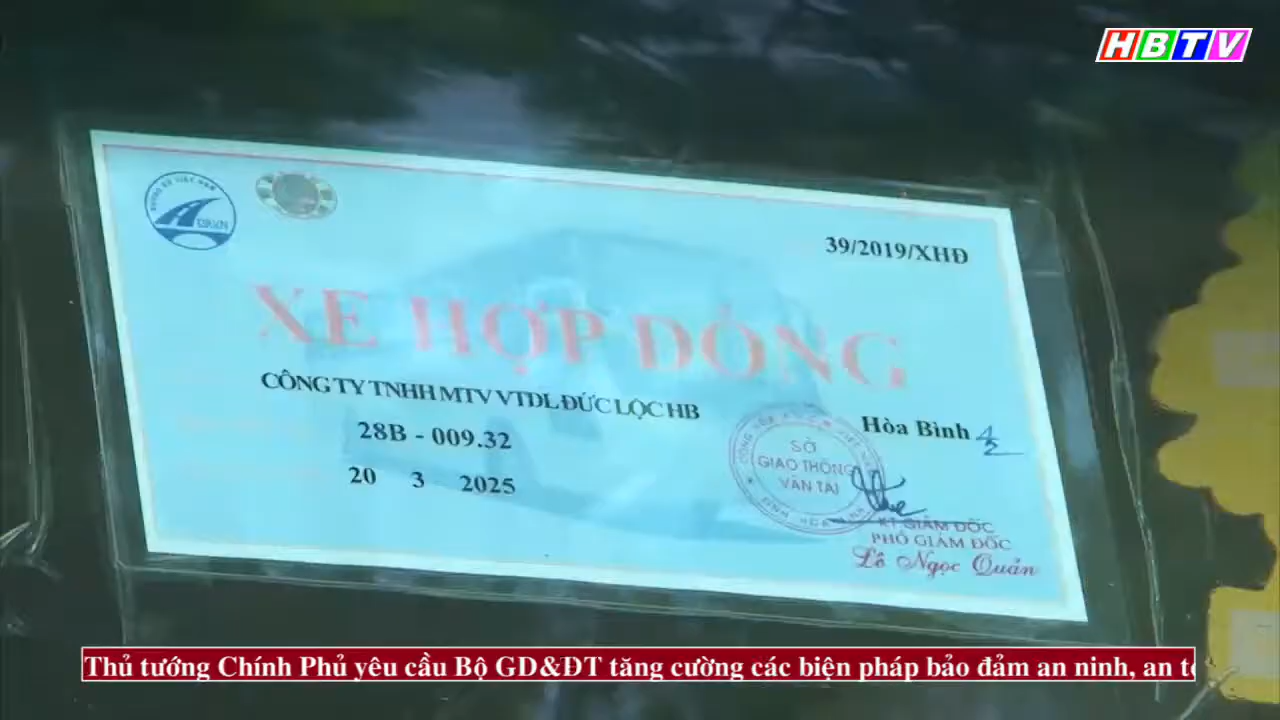 HBTV
39/2019/XHĐ
XE HỢP ĐỒNG
CÔNG TY TNHH MTV VTDL ĐỨC LỘC HB
28B - 009.32
20 3 2025
Hòa Bình
SỞ
GIAO THÔNG
VẬN TẢI
KT GIÁM ĐỐC
PHÓ GIÁM ĐỐC
Lê Ngọc Quản
Thủ tướng Chính Phủ yêu cầu Bộ GD&ĐT tăng cường các biện pháp bảo đảm an ninh, an